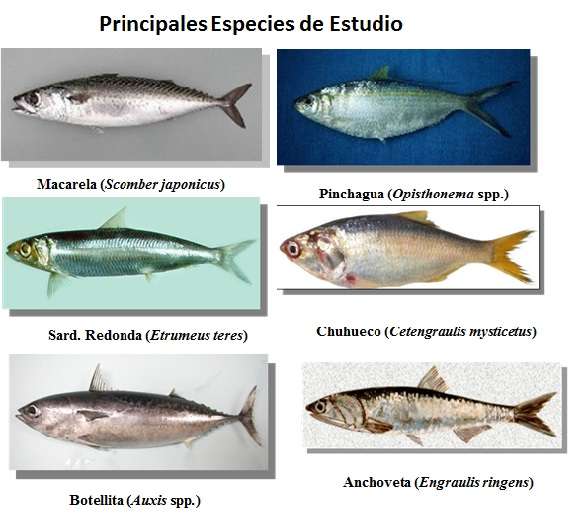 Principales Especies de Estudio
Macarela (Scomber japonicus)
Pinchagua (Opisthonema spp.)
Sard. Redonda (Etrumeus teres)
Chuhueco (Cetengraulis mysticetus)
Botellita (Auxis spp.)
Anchoveta (Engraulis ringens)